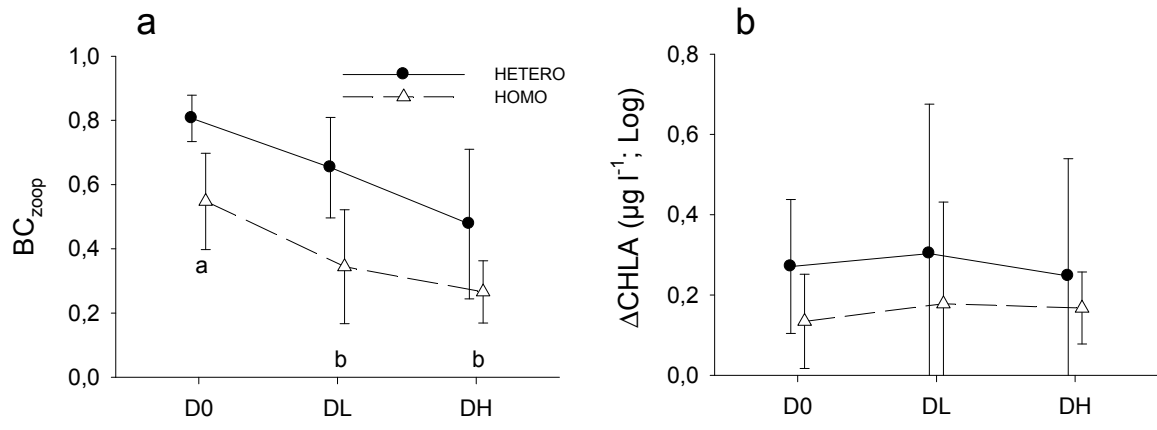 a
1,0
0,8
0,6
0,4
0,2
0,0
BCzoop
HETERO
HOMO
a
b
b
D0 DL DH
b
0,8
0,6
0,4
0,2
0,0
ΔCHLA (µg l⁻¹; Log)
D0 DL DH